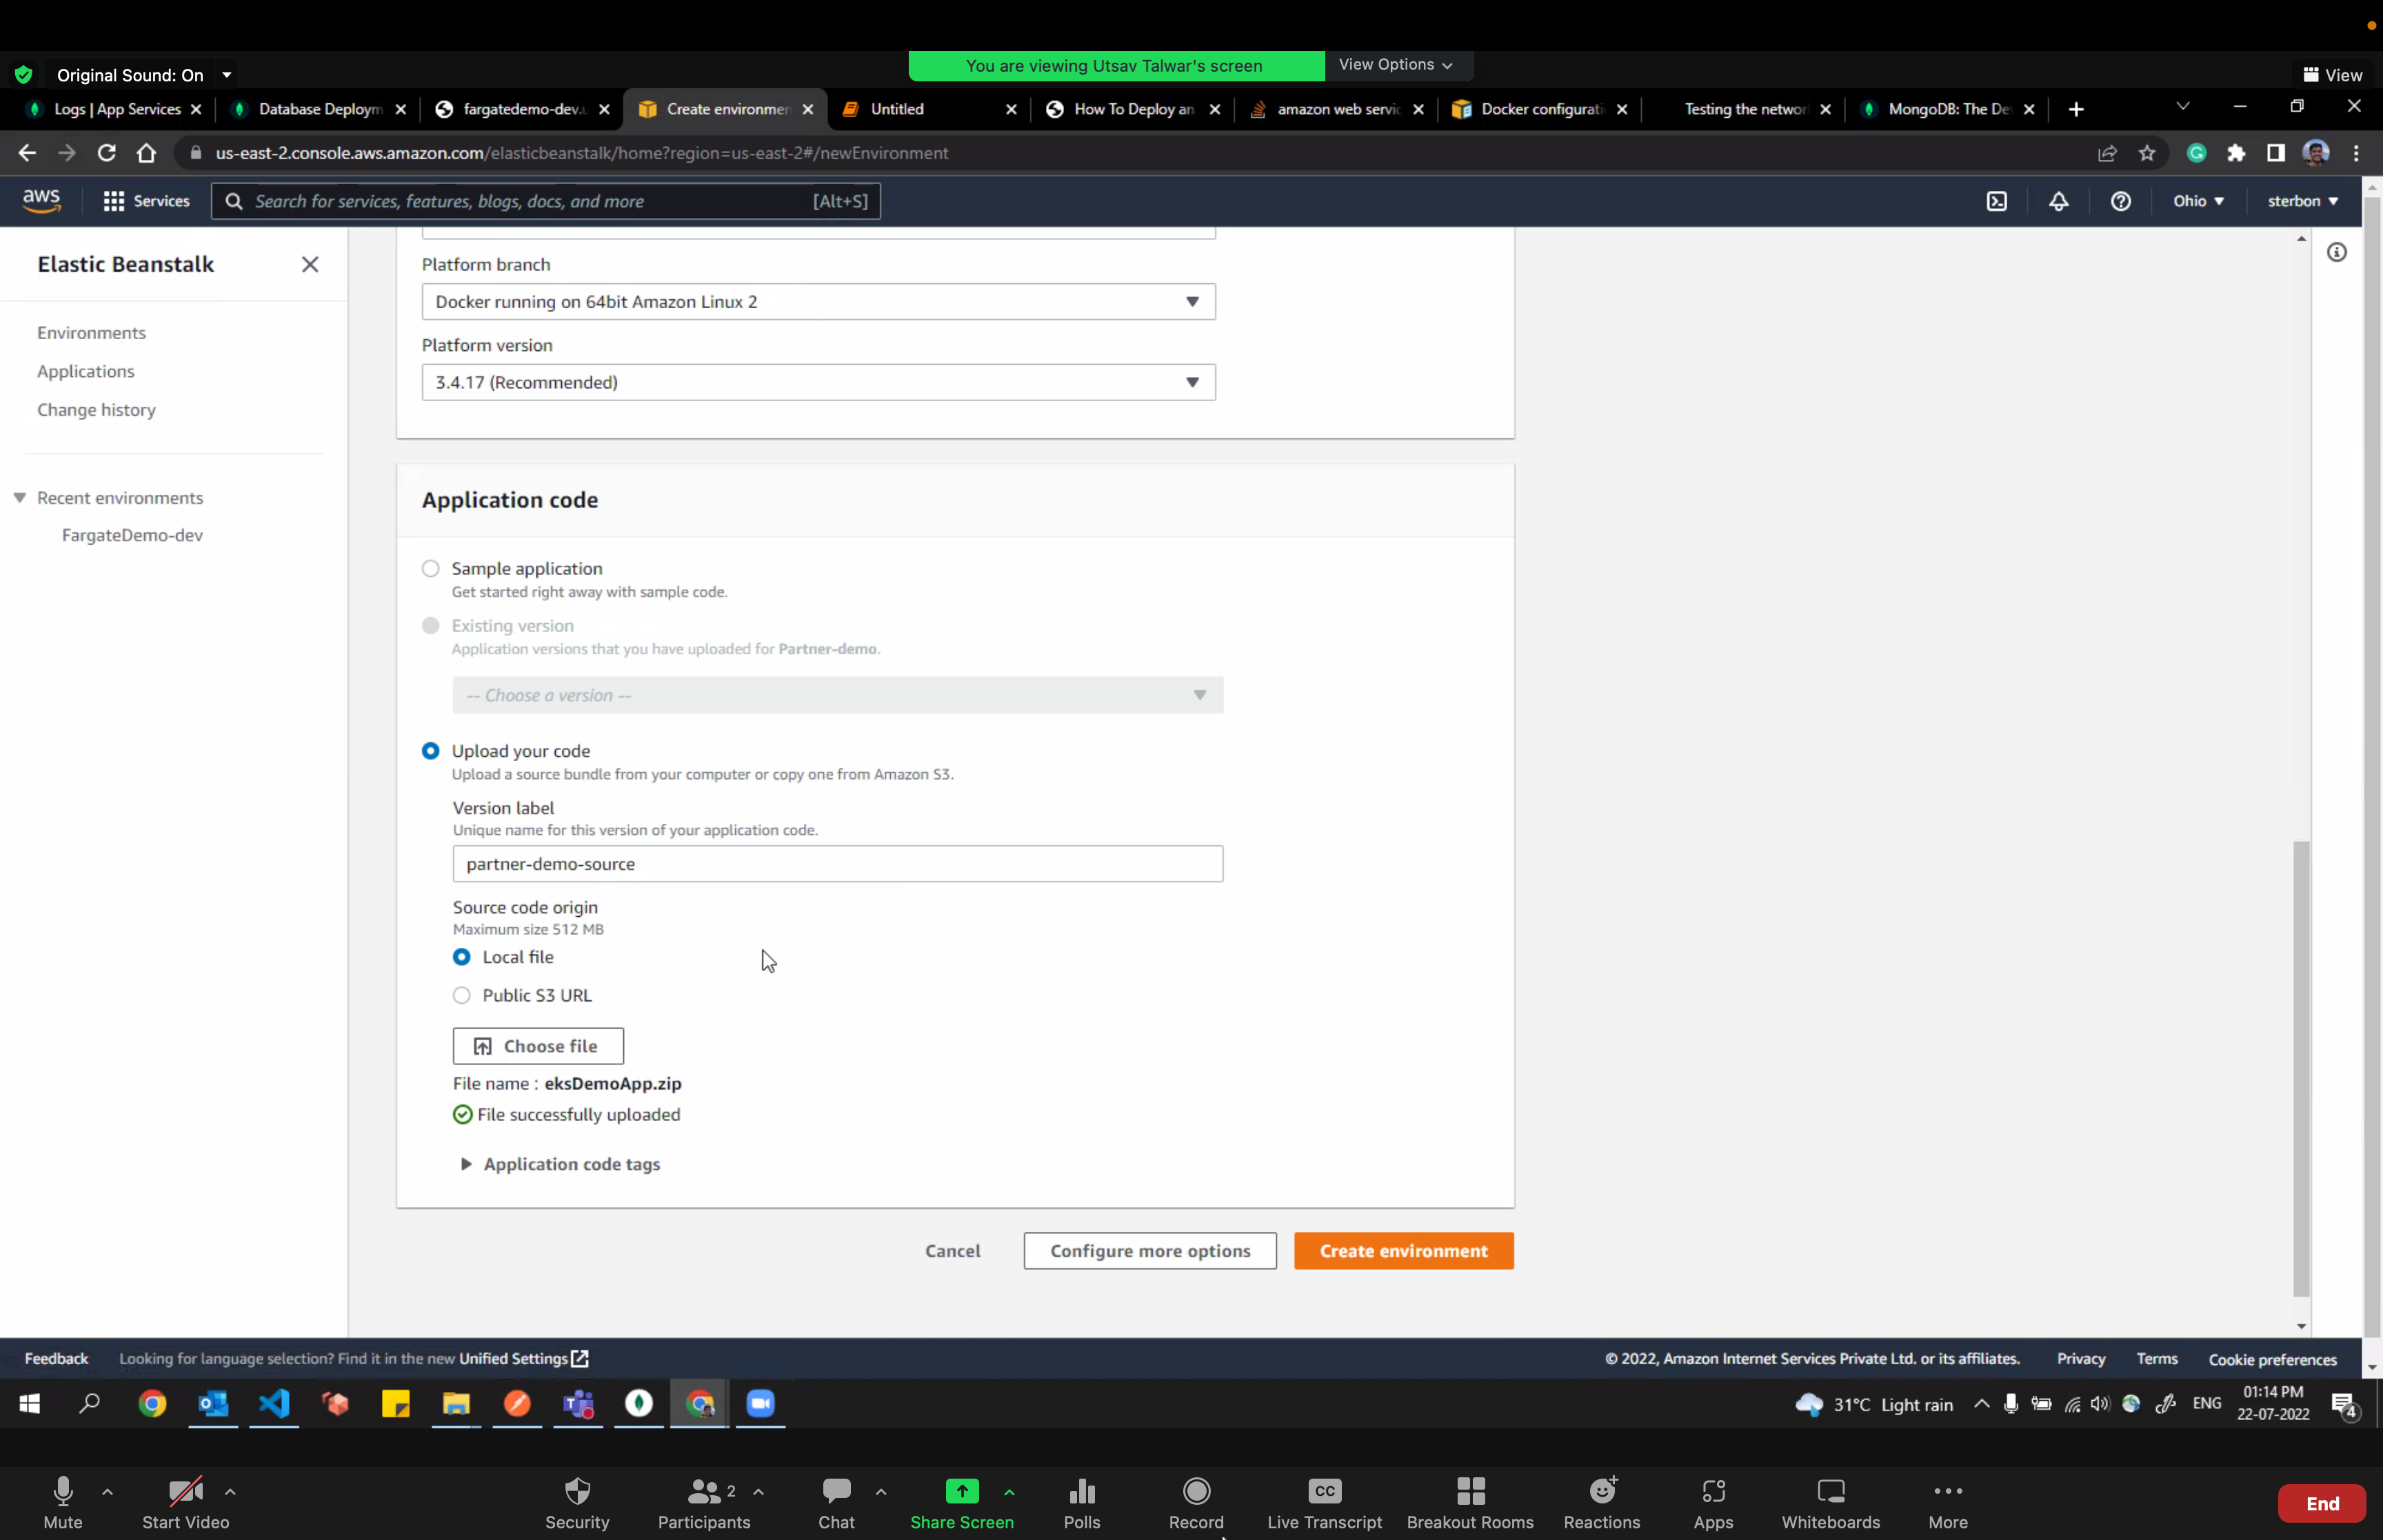 Original Sound: On
You are viewing Utsav Talwar's screen
View Options
View
Logs | App Services
Database Deploym
fargatedemo-dev.u
Create environmen
Untitled
How To Deploy an
amazon web servic
Docker configurati
Testing the networ
MongoDB: The De
us-east-2.console.aws.amazon.com/elasticbeanstalk/home?region=us-east-2#/newEnvironment
aws
Services
Search for services, features, blogs, docs, and more
[Alt+S]
Ohio
sterbon
Elastic Beanstalk
Environments
Applications
Change history
Recent environments
FargateDemo-dev
Platform branch
Docker running on 64bit Amazon Linux 2
Platform version
3.4.17 (Recommended)
Application code
Sample application
Get started right away with sample code.
Existing version
Application versions that you have uploaded for Partner-demo.
-- Choose a version --
Upload your code
Upload a source bundle from your computer or copy one from Amazon S3.
Version label
Unique name for this version of your application code.
partner-demo-source
Source code origin
Maximum size 512 MB
Local file
Public S3 URL
Choose file
File name : eksDemoApp.zip
File successfully uploaded
Application code tags
Cancel
Configure more options
Create environment
Feedback
Looking for language selection? Find it in the new Unified Settings
© 2022, Amazon Internet Services Private Ltd. or its affiliates.
Privacy
Terms
Cookie preferences
31°C Light rain
ENG
01:14 PM
22-07-2022
4
Mute
Start Video
Security
2
Participants
Chat
Share Screen
Polls
Record
CC
Live Transcript
Breakout Rooms
Reactions
Apps
Whiteboards
More
End